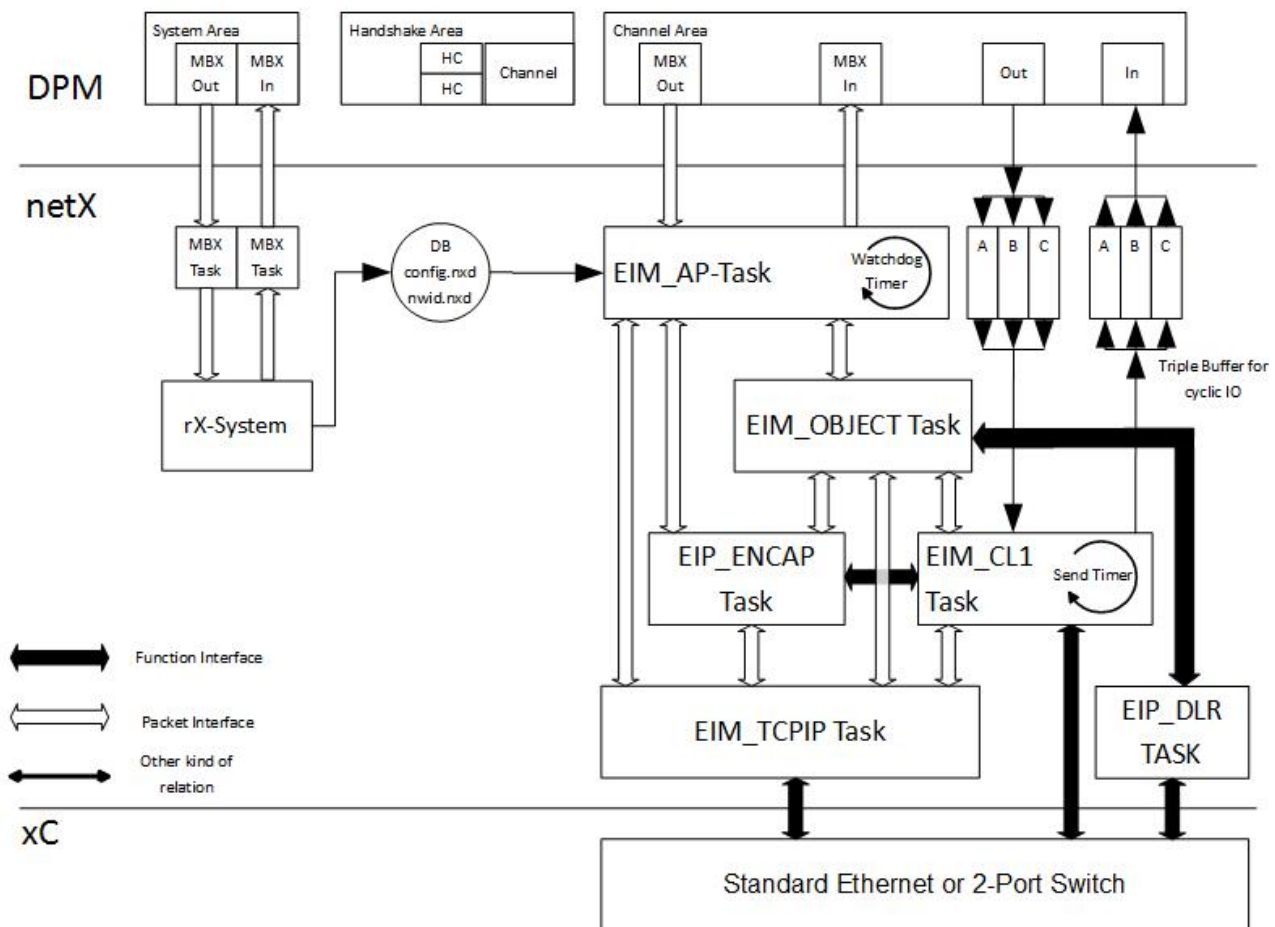 System Area
MBX
Out
MBX
In
Handshake Area
HC
HC
Channel
Channel Area
MBX
Out
MBX
In
Out
In
DPM
netX
MBX
Task
MBX
Task
DB
config.nxd
nwid.nxd
EIM_AP-Task
Watchdog
Timer
A
B
C
A
B
C
Triple Buffer for
cyclic IO
rX-System
EIM_OBJECT Task
EIP_ENCAP
Task
EIM_CL1
Task
Send Timer
Function Interface
Packet Interface
Other kind of
relation
EIM_TCPIP Task
EIP_DLR
TASK
xC
Standard Ethernet or 2-Port Switch